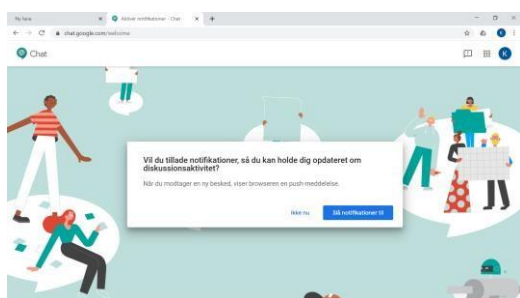 Ny fane
Aktivér notifikationer - Chat
chat.google.com/welcome
K
Chat
K
Vil du tillade notifikationer, så du kan holde dig opdateret om
diskussionsaktivitet?
Når du modtager en ny besked, viser browseren en push-meddelelse.
Ikke nu
Slå notifikationer til